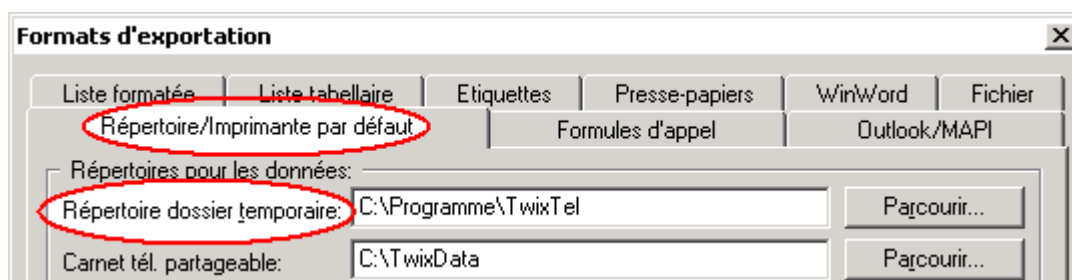 Formats d'exportation
Liste formatée Liste tabellaire Etiquettes Presse-papiers WinWord Fichier
Répertoire/Imprimante par défaut Formules d'appel Outlook/MAPI
Répertoires pour les données:
Répertoire dossier temporaire: C:\Programme\TwixTel Parcourir...
Carnet tél. partageable: C:\TwixData Parcourir...